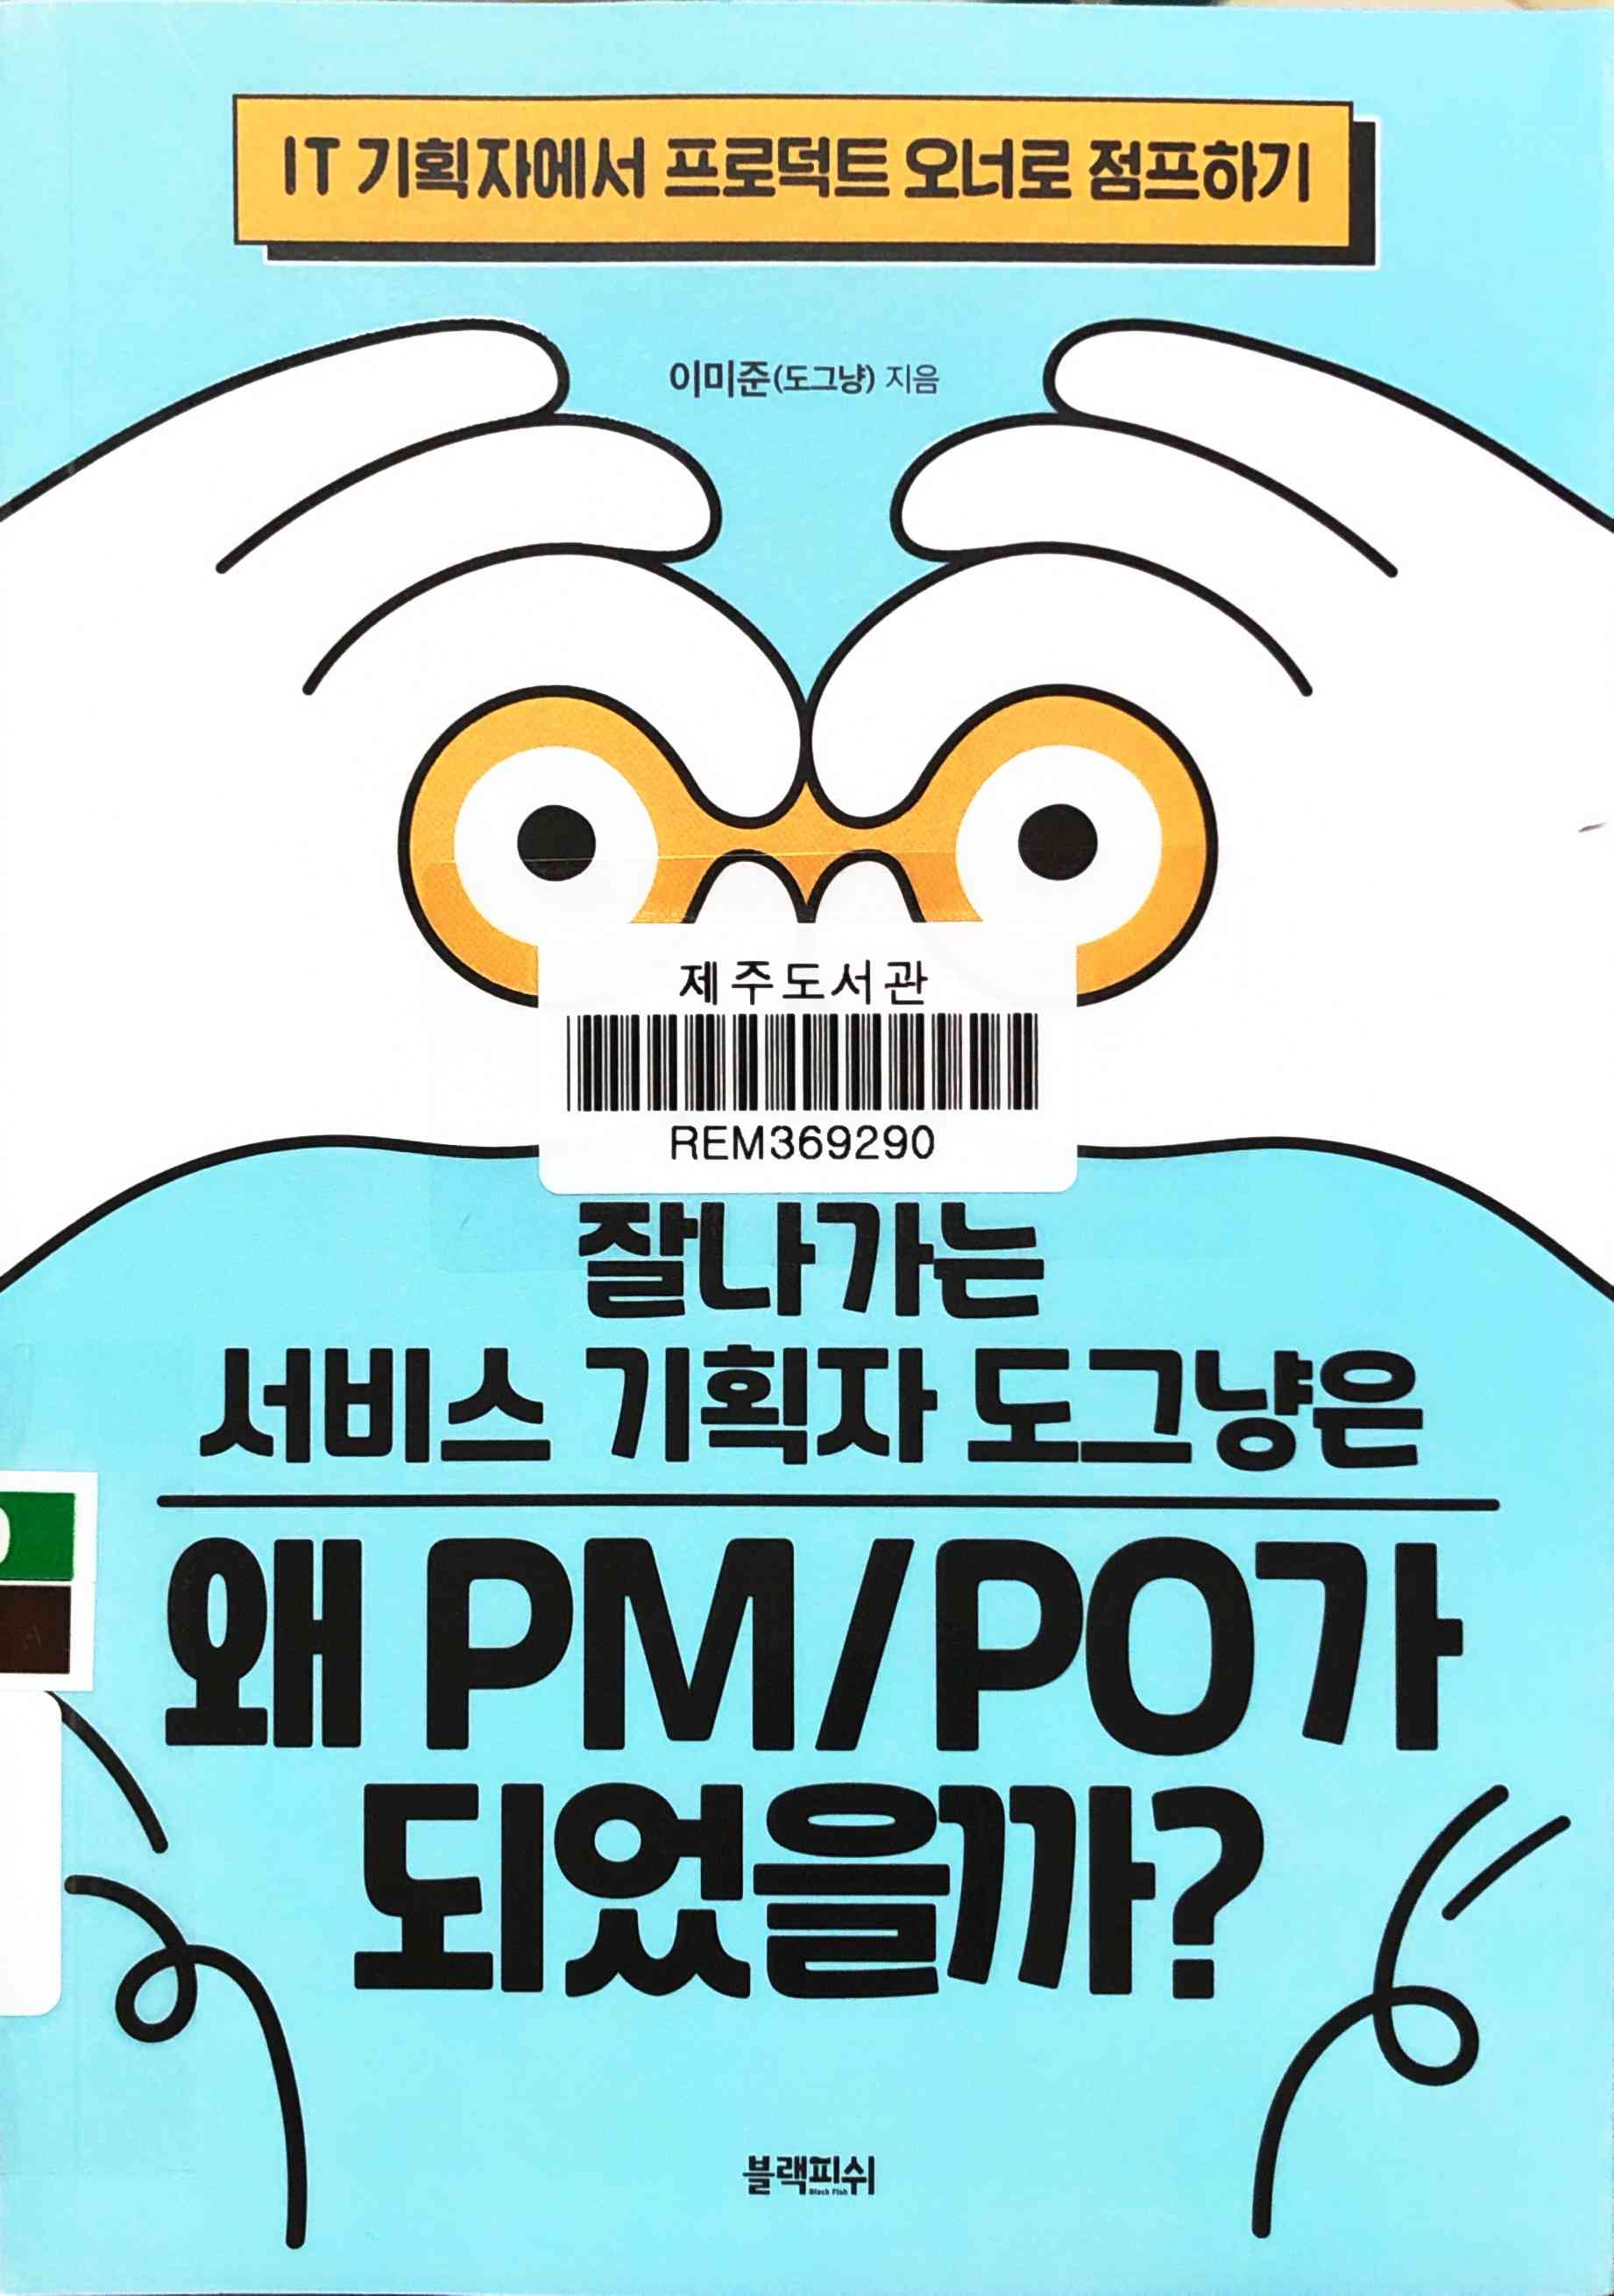 IT 기획자에서 프로덕트 오너로 점프하기
이미준(도그냥) 지음
제주도서관
REM369290
잘나가는
서비스 기획자 도그냥은
왜 PM/PO가
되었을까?
블랙피쉬
Black Fish